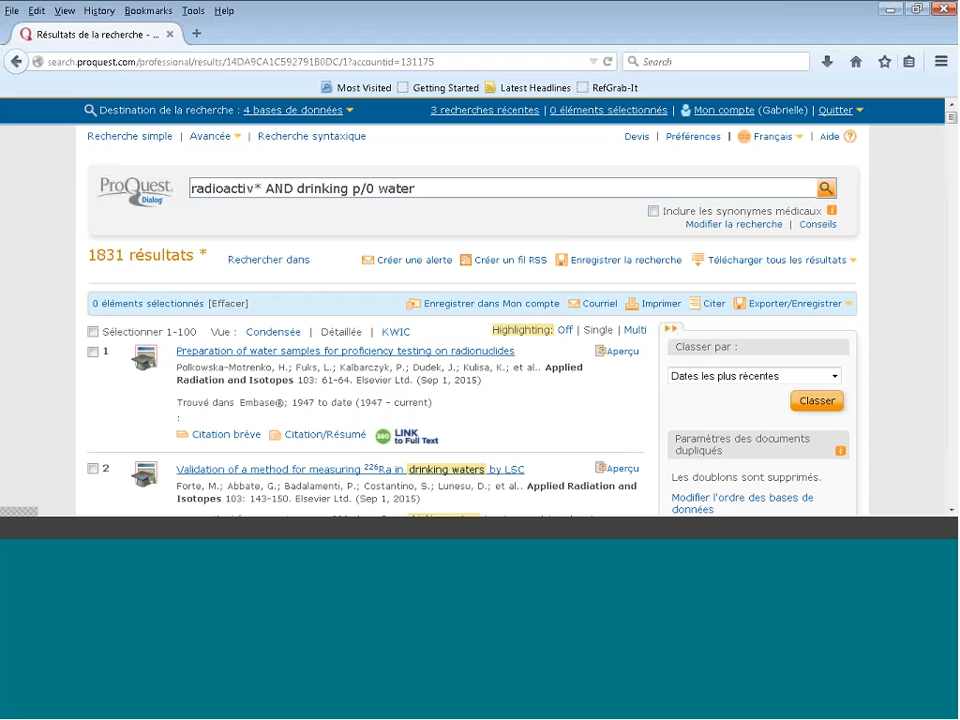 File Edit View History Bookmarks Tools Help
Résultats de la recherche - ... × +
search.proquest.com/professional/results/14DA9CA1C592791B0DC/1?accountid=131175 Search
Most Visited Getting Started Latest Headlines RefGrab-It
Destination de la recherche : 4 bases de données 3 recherches récentes | 0 éléments sélectionnés | Mon compte (Gabrielle) Quitter
Recherche simple | Avancée | Recherche syntaxique Devis | Préférences | Français | Aide ?
ProQuest
Dialog
radioactiv* AND drinking p/0 water
Inclure les synonymes médicaux i
Modifier la recherche | Conseils
1831 résultats * Rechercher dans Créer une alerte Créer un fil RSS Enregistrer la recherche Télécharger tous les résultats
0 éléments sélectionnés [Effacer] Enregistrer dans Mon compte Courriel Imprimer Citer Exporter/Enregistrer
Sélectionner 1-100 Vue : Condensée | Détaillée | KWIC Highlighting: Off | Single | Multi
1 Preparation of water samples for proficiency testing on radionuclides Aperçu
Polkowska-Motrenko, H.; Fuks, L.; Kalbarczyk, P.; Dudek, J.; Kulisa, K.; et al.. Applied
Radiation and Isotopes 103: 61-64. Elsevier Ltd. (Sep 1, 2015)
Trouvé dans Embase®; 1947 to date (1947 - current)
:
Citation brève Citation/Résumé 360 LINK
to Full Text
2 Validation of a method for measuring 226Ra in drinking waters by LSC Aperçu
Forte, M.; Abbate, G.; Badalamenti, P.; Costantino, S.; Lunesu, D.; et al.. Applied Radiation and
Isotopes 103: 143-150. Elsevier Ltd. (Sep 1, 2015)
Classer par :
Dates les plus récentes
Classer
Paramètres des documents
dupliqués i
Les doublons sont supprimés.
Modifier l'ordre des bases de
données